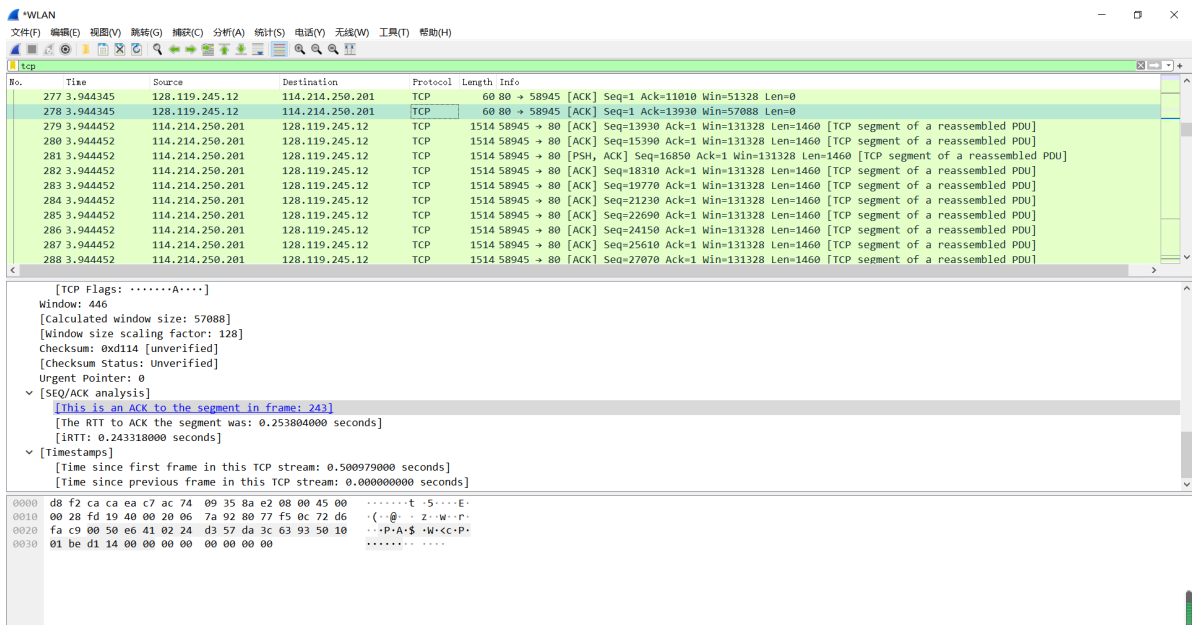 *WLAN
文件(F) 编辑(E) 视图(V) 跳转(G) 捕获(C) 分析(A) 统计(S) 电话(Y) 无线(W) 工具(T) 帮助(H)
tcp
No. Time Source Destination Protocol Length Info
277 3.944345 128.119.245.12 114.214.250.201 TCP 60 80 → 58945 [ACK] Seq=1 Ack=11010 Win=51328 Len=0
278 3.944345 128.119.245.12 114.214.250.201 TCP 60 80 → 58945 [ACK] Seq=1 Ack=13930 Win=57088 Len=0
279 3.944452 114.214.250.201 128.119.245.12 TCP 1514 58945 → 80 [ACK] Seq=13930 Ack=1 Win=131328 Len=1460 [TCP segment of a reassembled PDU]
280 3.944452 114.214.250.201 128.119.245.12 TCP 1514 58945 → 80 [ACK] Seq=15390 Ack=1 Win=131328 Len=1460 [TCP segment of a reassembled PDU]
281 3.944452 114.214.250.201 128.119.245.12 TCP 1514 58945 → 80 [PSH, ACK] Seq=16850 Ack=1 Win=131328 Len=1460 [TCP segment of a reassembled PDU]
282 3.944452 114.214.250.201 128.119.245.12 TCP 1514 58945 → 80 [ACK] Seq=18310 Ack=1 Win=131328 Len=1460 [TCP segment of a reassembled PDU]
283 3.944452 114.214.250.201 128.119.245.12 TCP 1514 58945 → 80 [ACK] Seq=19770 Ack=1 Win=131328 Len=1460 [TCP segment of a reassembled PDU]
284 3.944452 114.214.250.201 128.119.245.12 TCP 1514 58945 → 80 [ACK] Seq=21230 Ack=1 Win=131328 Len=1460 [TCP segment of a reassembled PDU]
285 3.944452 114.214.250.201 128.119.245.12 TCP 1514 58945 → 80 [ACK] Seq=22690 Ack=1 Win=131328 Len=1460 [TCP segment of a reassembled PDU]
286 3.944452 114.214.250.201 128.119.245.12 TCP 1514 58945 → 80 [ACK] Seq=24150 Ack=1 Win=131328 Len=1460 [TCP segment of a reassembled PDU]
287 3.944452 114.214.250.201 128.119.245.12 TCP 1514 58945 → 80 [ACK] Seq=25610 Ack=1 Win=131328 Len=1460 [TCP segment of a reassembled PDU]
288 3.944452 114.214.250.201 128.119.245.12 TCP 1514 58945 → 80 [ACK] Seq=27070 Ack=1 Win=131328 Len=1460 [TCP segment of a reassembled PDU]
[TCP Flags: ·······A····]
Window: 446
[Calculated window size: 57088]
[Window size scaling factor: 128]
Checksum: 0xd114 [unverified]
[Checksum Status: Unverified]
Urgent Pointer: 0
[SEQ/ACK analysis]
[This is an ACK to the segment in frame: 243]
[The RTT to ACK the segment was: 0.253804000 seconds]
[iRTT: 0.243318000 seconds]
[Timestamps]
[Time since first frame in this TCP stream: 0.500979000 seconds]
[Time since previous frame in this TCP stream: 0.000000000 seconds]
0000 d8 f2 ca ca ea c7 ac 74 09 35 8a e2 08 00 45 00 ·······t ·5····E·
0010 00 28 fd 19 40 00 20 06 7a 92 80 77 f5 0c 72 d6 ·(··@· · z··w··r·
0020 fa c9 00 50 e6 41 02 24 d3 57 da 3c 63 93 50 10 ···P·A·$ ·W·<c·P·
0030 01 be d1 14 00 00 00 00 00 00 00 00 ········ ····